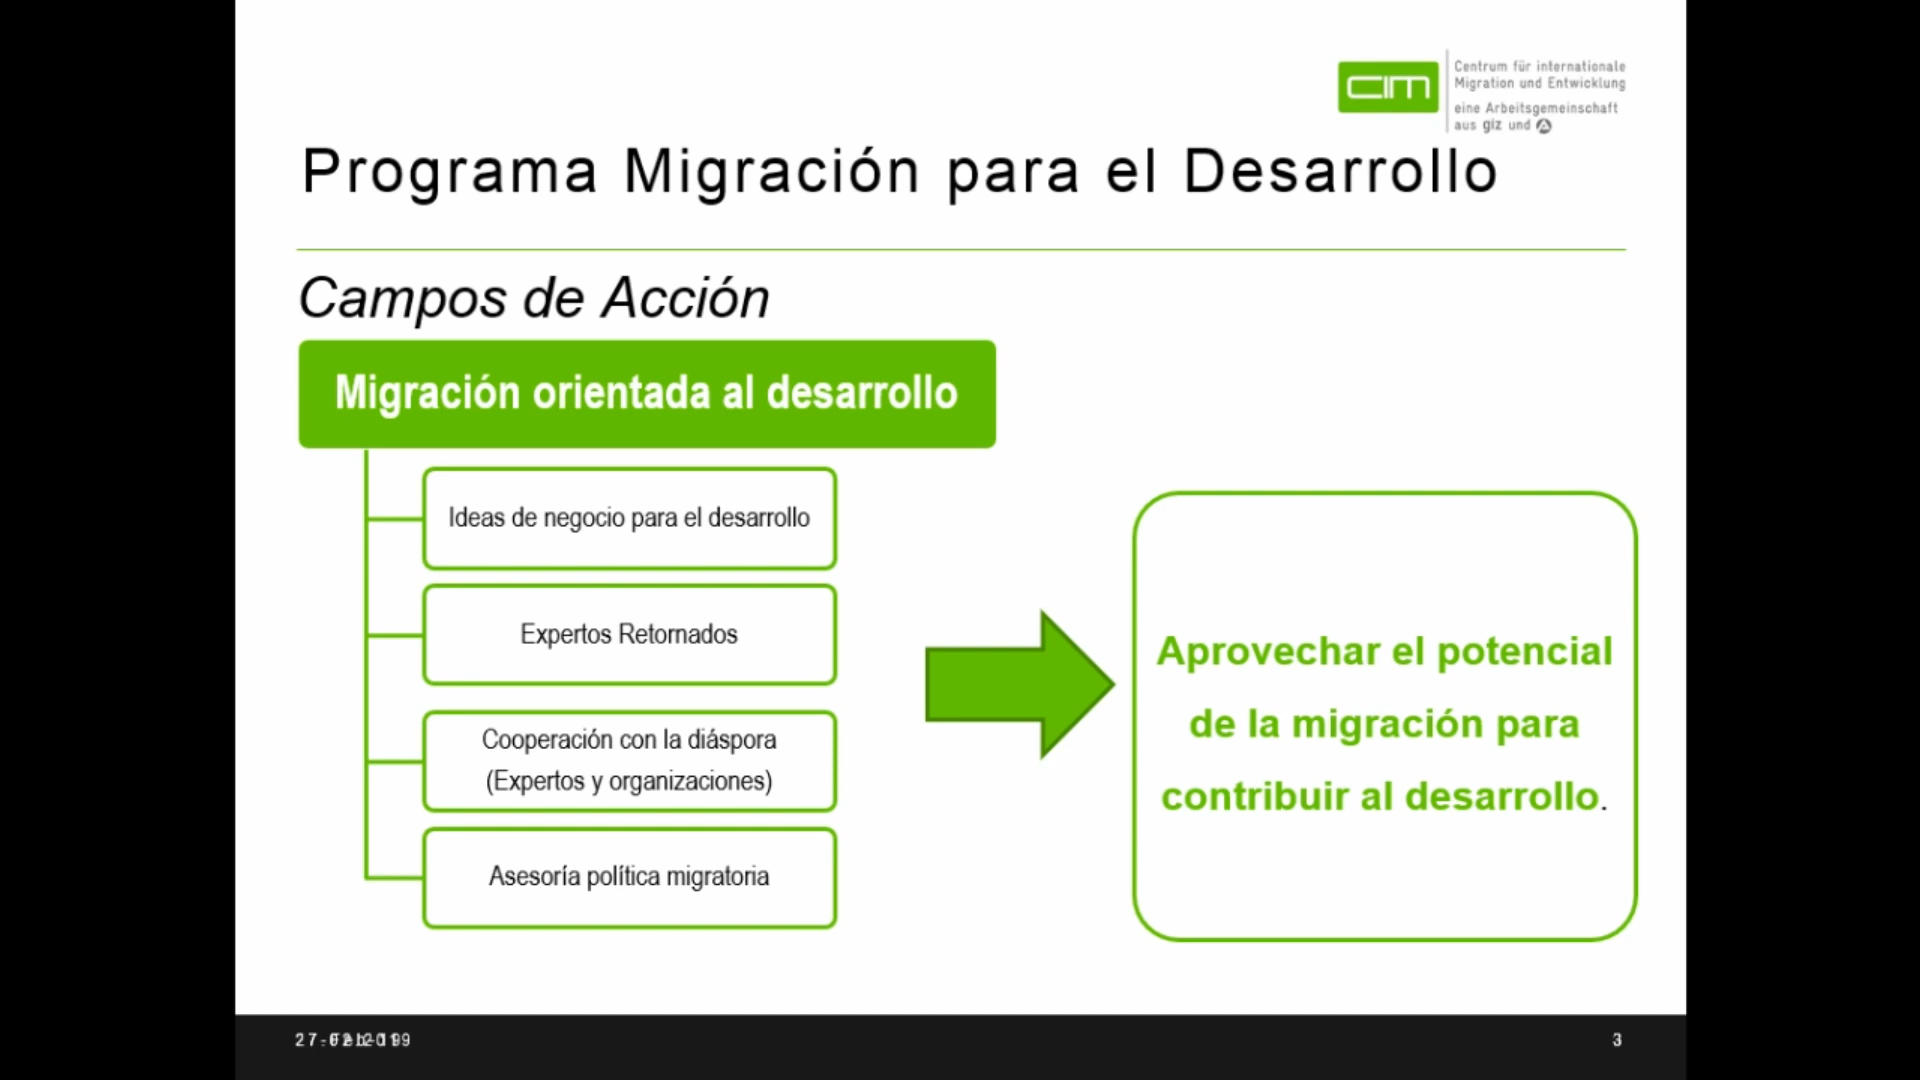 CIM
Centrum für internationale
Migration und Entwicklung
eine Arbeitsgemeinschaft
aus giz und
Programa Migración para el Desarrollo
Campos de Acción
Migración orientada al desarrollo
Ideas de negocio para el desarrollo
Expertos Retornados
Cooperación con la diáspora
(Expertos y organizaciones)
Asesoría política migratoria
Aprovechar el potencial
de la migración para
contribuir al desarrollo.
3